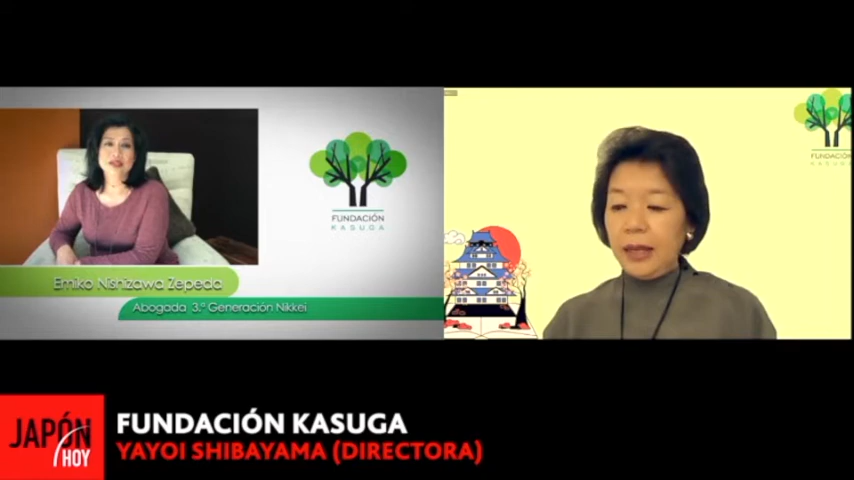 FUNDACIÓN
KASUGA
Emiko Nishizawa Zepeda
Abogada 3.ª Generación Nikkei
FUNDACIÓN
KASUGA
JAPÓN
HOY
FUNDACIÓN KASUGA
YAYOI SHIBAYAMA (DIRECTORA)